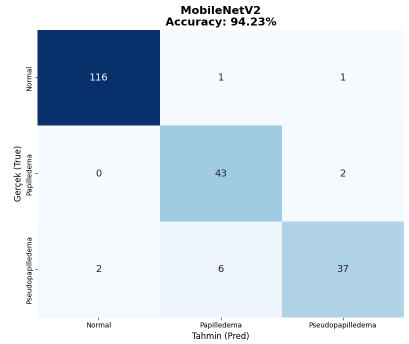 MobileNetV2
Accuracy: 94.23%
Gerçek (True)
Normal
116 1 1
Papilledema
0 43 2
Pseudopapilledema
2 6 37
Normal Papilledema Pseudopapilledema
Tahmin (Pred)